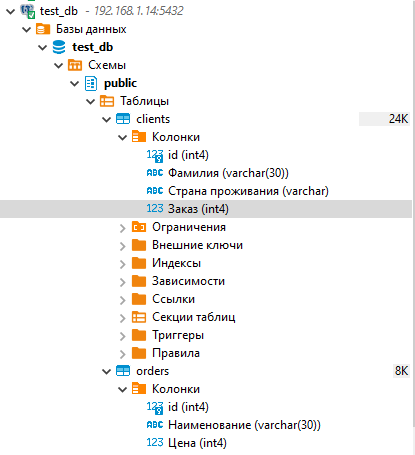 test_db - 192.168.1.14:5432
Базы данных
test_db
Схемы
public
Таблицы
clients 24K
Колонки
123 id (int4)
ABC Фамилия (varchar(30))
ABC Страна проживания (varchar)
123 Заказ (int4)
Ограничения
Внешние ключи
Индексы
Зависимости
Ссылки
Секции таблиц
Триггеры
Правила
orders 8K
Колонки
123 id (int4)
ABC Наименование (varchar(30))
123 Цена (int4)